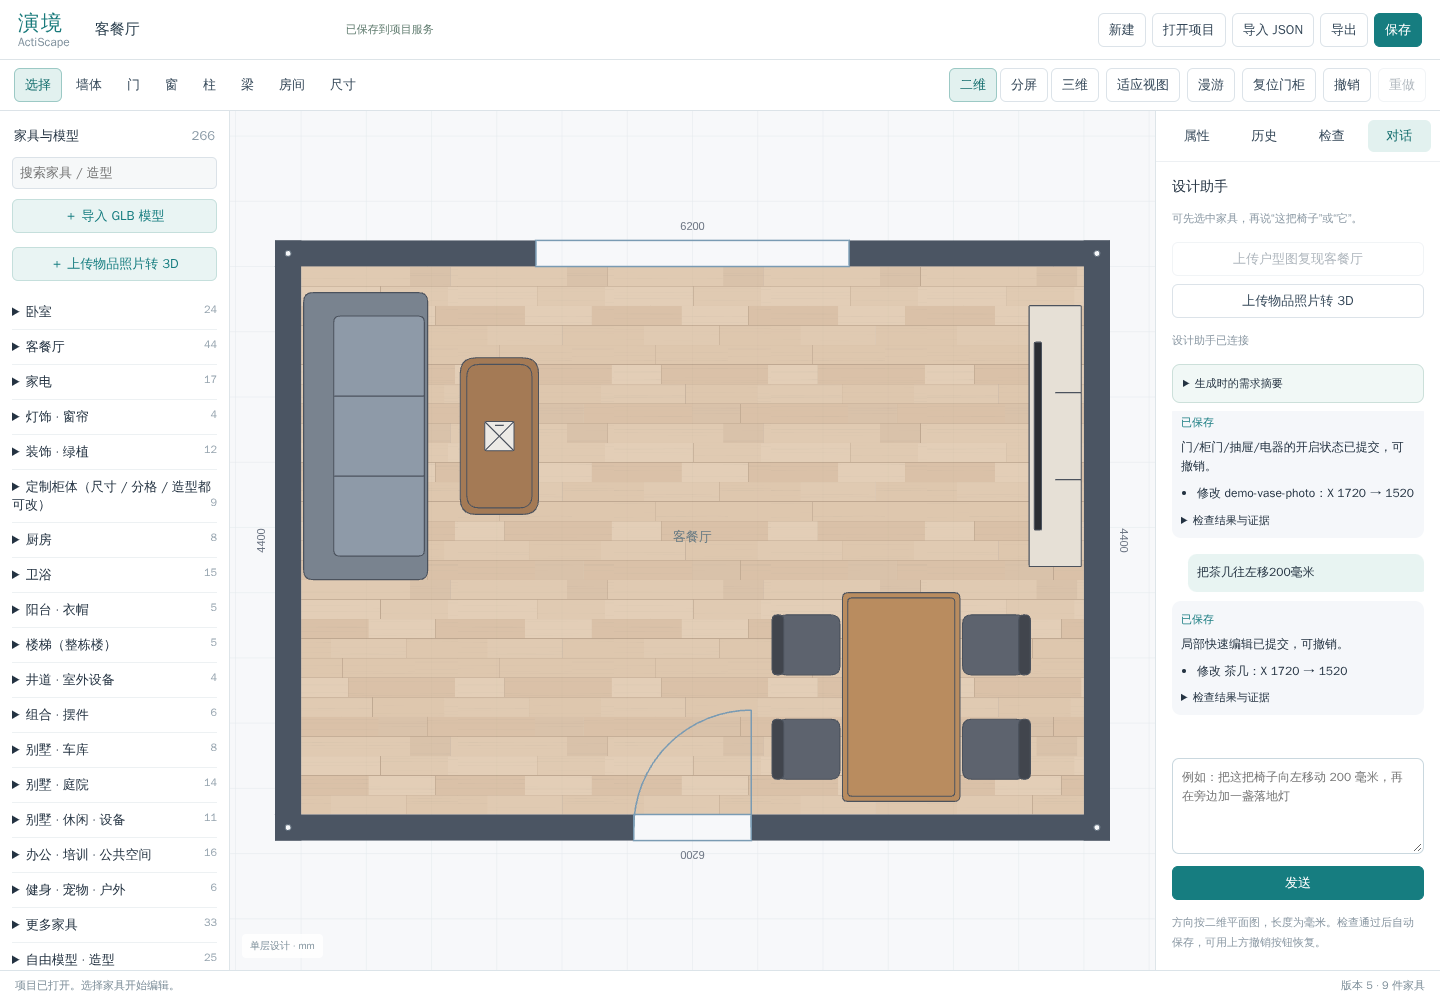 演境
ActiScape
客餐厅
已保存到项目服务
新建
打开项目
导入 JSON
导出
保存
选择
墙体
门
窗
柱
梁
房间
尺寸
二维
分屏
三维
适应视图
漫游
复位门柜
撤销
重做
家具与模型
266
搜索家具 / 造型
+ 导入 GLB 模型
+ 上传物品照片转 3D
▶ 卧室 24
▶ 客餐厅 44
▶ 家电 17
▶ 灯饰 · 窗帘 4
▶ 装饰 · 绿植 12
▶ 定制柜体（尺寸 / 分格 / 造型都
可改） 9
▶ 厨房 8
▶ 卫浴 15
▶ 阳台 · 衣帽 5
▶ 楼梯（整栋楼） 5
▶ 井道 · 室外设备 4
▶ 组合 · 摆件 6
▶ 别墅 · 车库 8
▶ 别墅 · 庭院 14
▶ 别墅 · 休闲 · 设备 11
▶ 办公 · 培训 · 公共空间 16
▶ 健身 · 宠物 · 户外 6
▶ 更多家具 33
▶ 自由模型 · 造型 25
6200
4400
客餐厅
4400
6200
单层设计 · mm
属性
历史
检查
对话
设计助手
可先选中家具，再说“这把椅子”或“它”。
上传户型图复现客餐厅
上传物品照片转 3D
设计助手已连接
▶ 生成时的需求摘要
已保存
门/柜门/抽屉/电器的开启状态已提交，可
撤销。
• 修改 demo-vase-photo：X 1720 → 1520
▶ 检查结果与证据
把茶几往左移200毫米
已保存
局部快速编辑已提交，可撤销。
• 修改 茶几：X 1720 → 1520
▶ 检查结果与证据
例如：把这把椅子向左移动 200 毫米，再
在旁边加一盏落地灯
发送
方向按二维平面图，长度为毫米。检查通过后自动
保存，可用上方撤销按钮恢复。
项目已打开。选择家具开始编辑。
版本 5 · 9 件家具